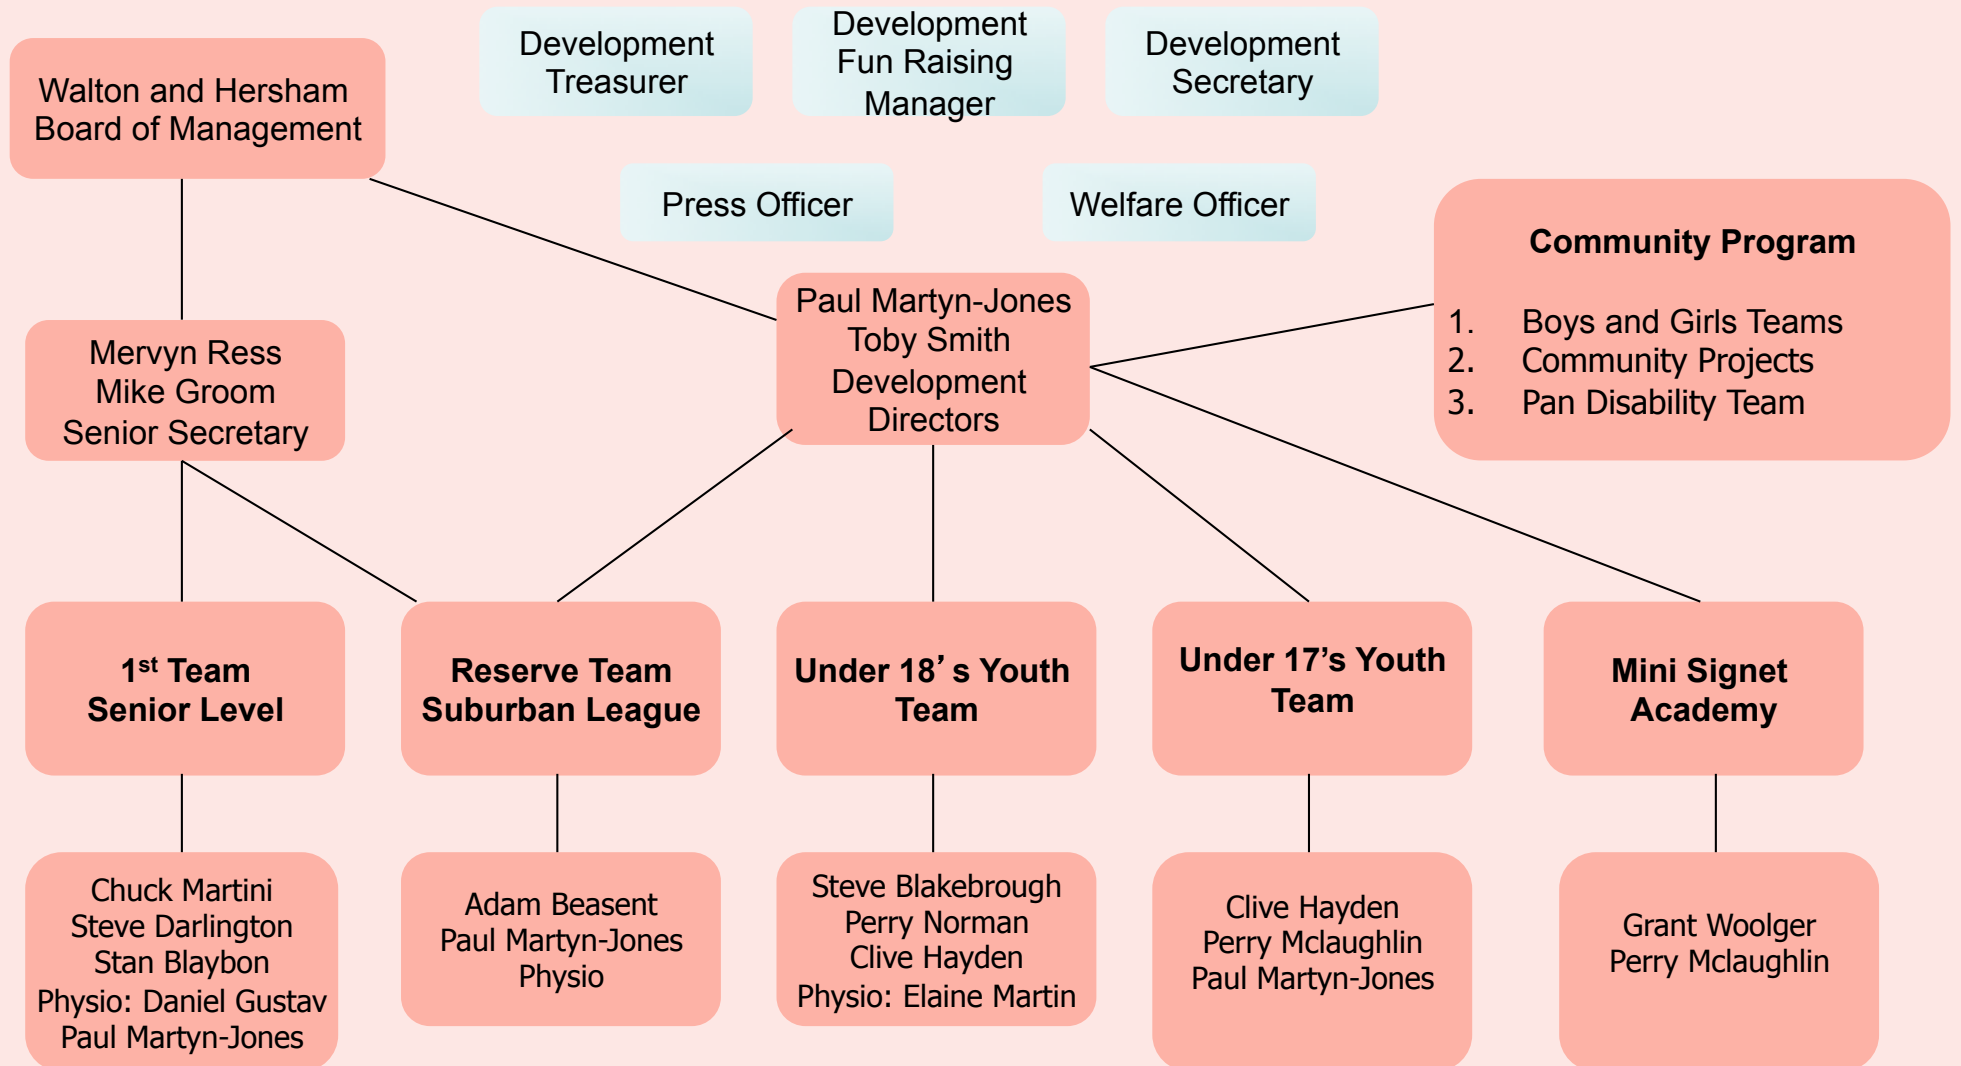 Walton and Hersham
Board of Management
Development
Treasurer
Development
Fun Raising
Manager
Development
Secretary
Press Officer
Welfare Officer
Community Program
1. Boys and Girls Teams
2. Community Projects
3. Pan Disability Team
Paul Martyn-Jones
Toby Smith
Development
Directors
Mervyn Ress
Mike Groom
Senior Secretary
1st Team
Senior Level
Reserve Team
Suburban League
Under 18’s Youth
Team
Under 17’s Youth
Team
Mini Signet
Academy
Chuck Martini
Steve Darlington
Stan Blaybon
Physio: Daniel Gustav
Paul Martyn-Jones
Adam Beasent
Paul Martyn-Jones
Physio
Steve Blakebrough
Perry Norman
Clive Hayden
Physio: Elaine Martin
Clive Hayden
Perry Mclaughlin
Paul Martyn-Jones
Grant Woolger
Perry Mclaughlin